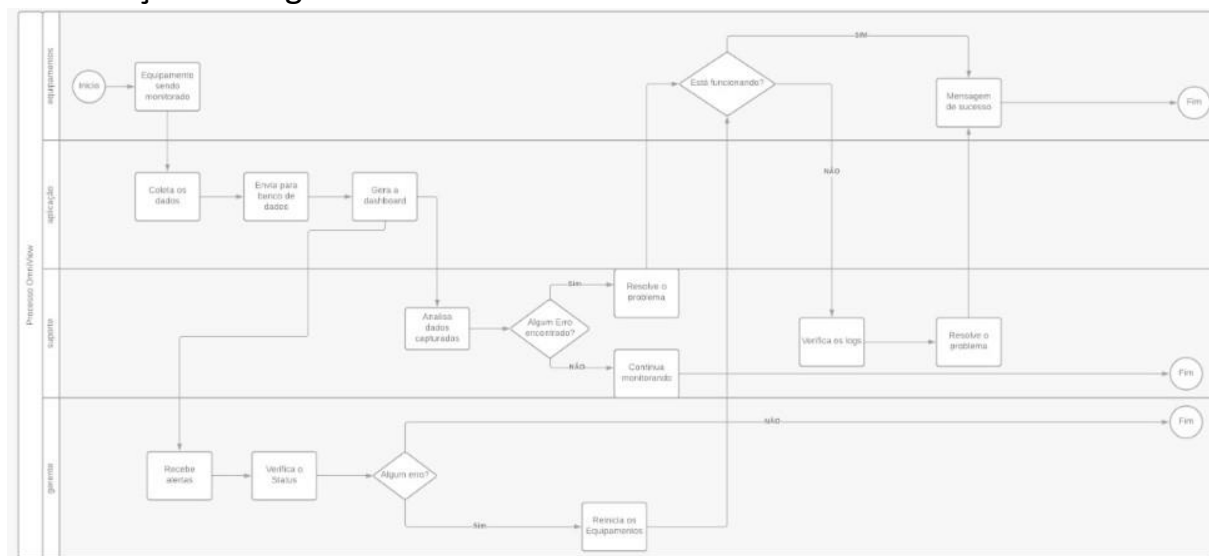 Processo OmniView
equipamentos
Início
Equipamento
sendo
monitorado
Está funcionando?
SIM
Mensagem
de sucesso
Fim
aplicação
Coleta os
dados
Envia para
banco de
dados
Gera a
dashboard
NÃO
suporte
Analisa
dados
capturadas
Algum Erro
encontrado?
Sim
Resolve o
problema
NÃO
Continua
monitorando
Verifica os logs
Resolve o
problema
Fim
gerente
Recebe
alertas
Verifica o
Status
Algum erro?
NÃO
Fim
Sim
Reinicia os
Equipamentos